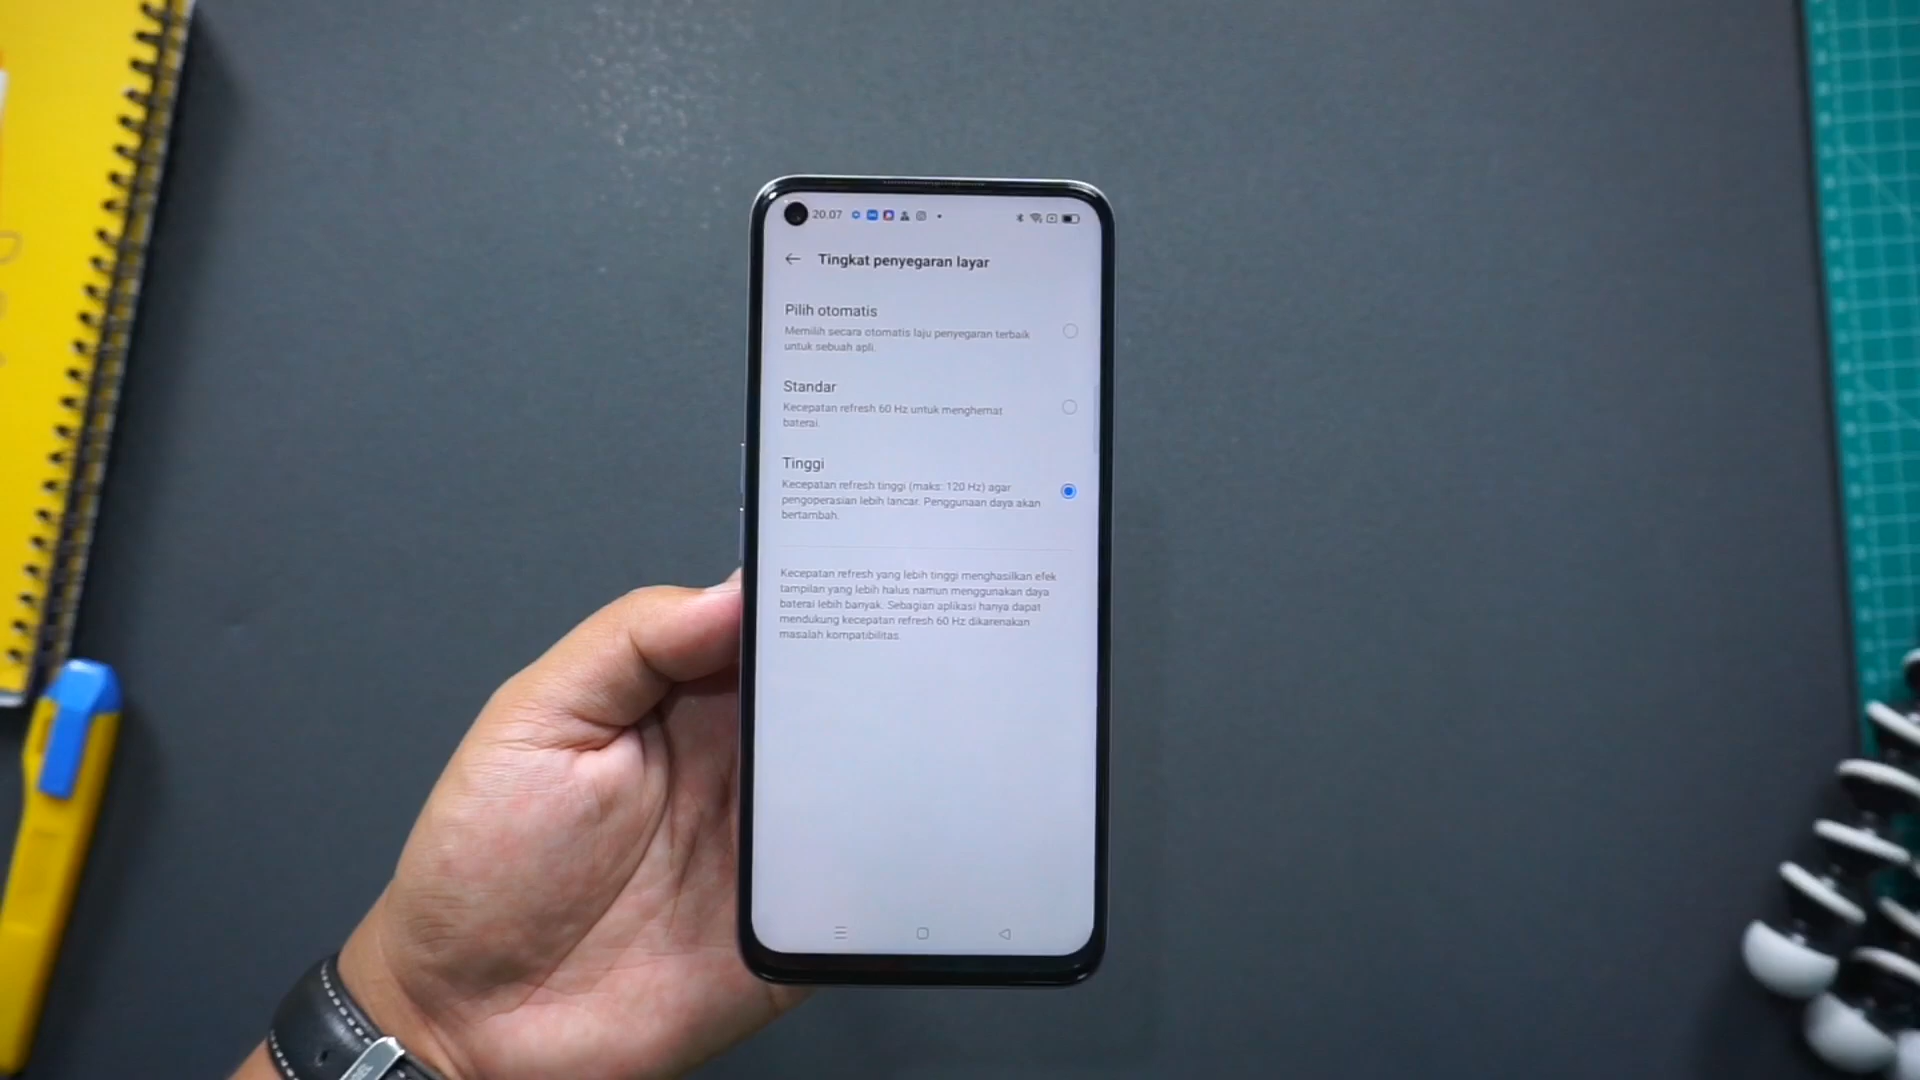 20.07
Tingkat penyegaran layar
Pilih otomatis
Memilih secara otomatis laju penyegaran terbaik
untuk sebuah apli.
Standar
Kecepatan refresh 60 Hz untuk menghemat
baterai.
Tinggi
Kecepatan refresh tinggi (maks: 120 Hz) agar
pengoperasian lebih lancar. Penggunaan daya akan
bertambah.
Kecepatan refresh yang lebih tinggi menghasilkan efek
tampilan yang lebih halus namun menggunakan daya
baterai lebih banyak. Sebagian aplikasi hanya dapat
mendukung kecepatan refresh 60 Hz dikarenakan
masalah kompatibilitas.